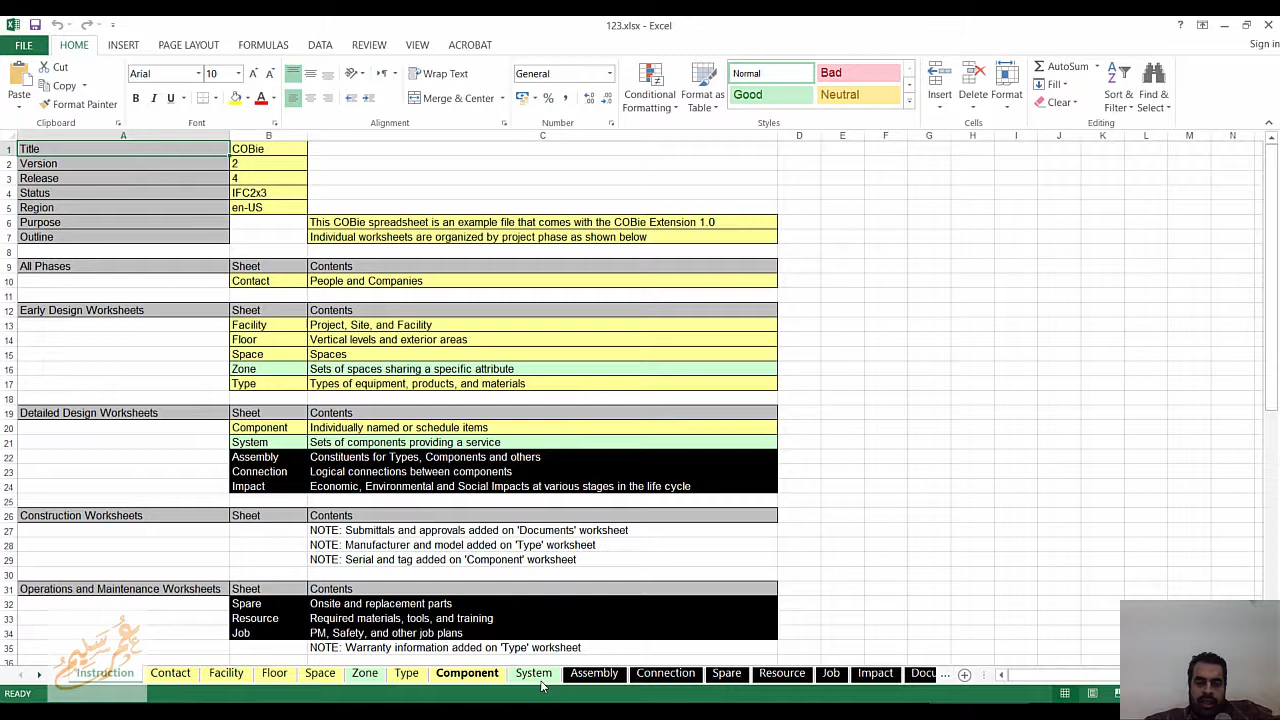 123.xlsx - Excel
Sign in
FILE HOME INSERT PAGE LAYOUT FORMULAS DATA REVIEW VIEW ACROBAT
Cut
Copy
Format Painter
Paste
Clipboard
Arial 10
B I U
Font
Wrap Text
Merge & Center
Alignment
General
%
Number
Conditional Formatting
Format as Table
Normal Bad
Good Neutral
Styles
Insert Delete Format
Cells
AutoSum
Fill
Clear
Sort & Filter
Find & Select
Editing
A B C D E F G H I J K L M N
1 Title COBie
2 Version 2
3 Release 4
4 Status IFC2x3
5 Region en-US
6 Purpose This COBie spreadsheet is an example file that comes with the COBie Extension 1.0
7 Outline Individual worksheets are organized by project phase as shown below
8
9 All Phases Sheet Contents
10 Contact People and Companies
11
12 Early Design Worksheets Sheet Contents
13 Facility Project, Site, and Facility
14 Floor Vertical levels and exterior areas
15 Space Spaces
16 Zone Sets of spaces sharing a specific attribute
17 Type Types of equipment, products, and materials
18
19 Detailed Design Worksheets Sheet Contents
20 Component Individually named or schedule items
21 System Sets of components providing a service
22 Assembly Constituents for Types, Components and others
23 Connection Logical connections between components
24 Impact Economic, Environmental and Social Impacts at various stages in the life cycle
25
26 Construction Worksheets Sheet Contents
27 NOTE: Submittals and approvals added on 'Documents' worksheet
28 NOTE: Manufacturer and model added on 'Type' worksheet
29 NOTE: Serial and tag added on 'Component' worksheet
30
31 Operations and Maintenance Worksheets Sheet Contents
32 Spare Onsite and replacement parts
33 Resource Required materials, tools, and training
34 Job PM, Safety, and other job plans
35 NOTE: Warranty information added on 'Type' worksheet
36
عمر سليم
Instruction Contact Facility Floor Space Zone Type Component System Assembly Connection Spare Resource Job Impact Docu ...
READY